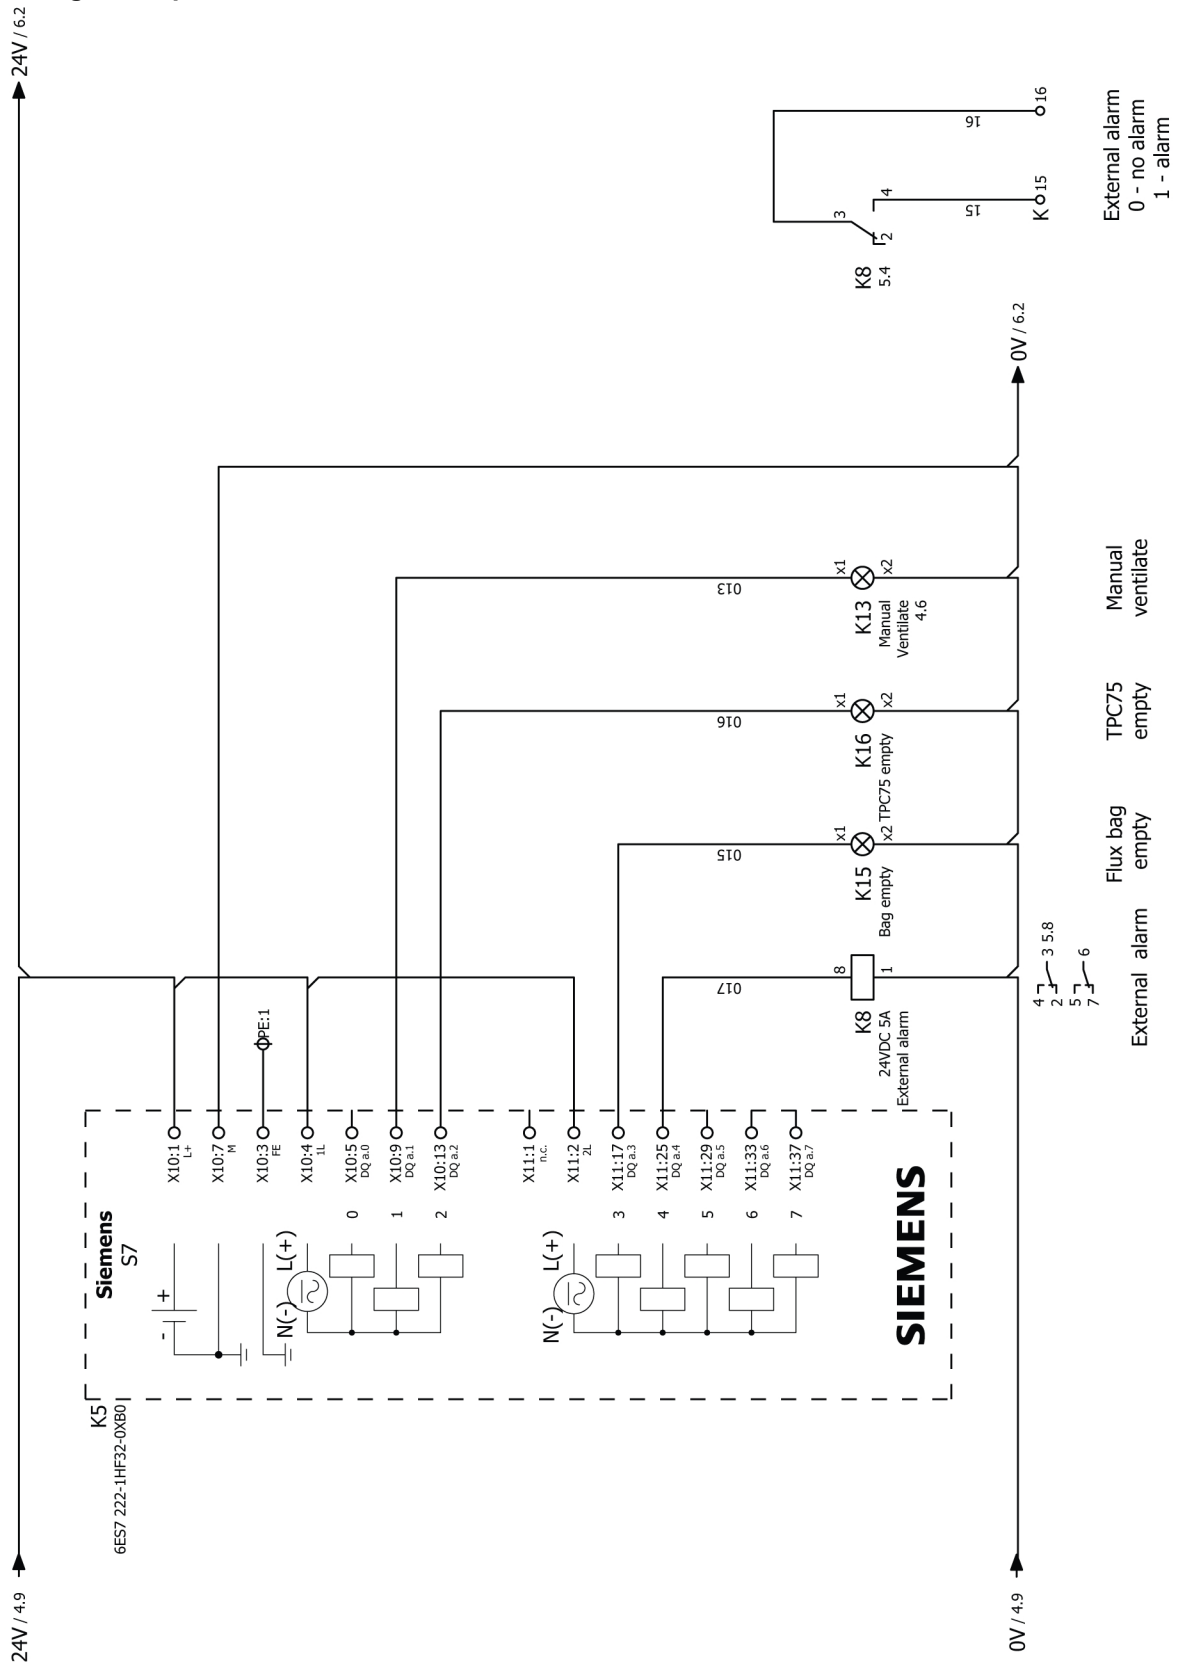 24V / 4.9
24V / 6.2
K5
6ES7 222-1HF32-0XB0
Siemens
S7
- +
N(-) L(+)
0
1
2
N(-) L(+)
3
4
5
6
7
SIEMENS
X10:1
L+
X10:7
M
X10:3
FE
X10:4
1L
X10:5
DQ a.0
X10:9
DQ a.1
X10:13
DQ a.2
X11:1
n.c.
X11:2
2L
X11:17
DQ a.3
X11:25
DQ a.4
X11:29
DQ a.5
X11:33
DQ a.6
X11:37
DQ a.7
PE:1
017
015
016
013
K8
24VDC 5A
External alarm
8
1
K15
Bag empty
x1
x2
K16
TPC75 empty
x1
x2
K13
Manual
Ventilate
4.6
x1
x2
K8
5.4
3
2
4
15
16
K 15
16
0V / 4.9
0V / 6.2
4
2
3 5.8
5
7
6
External alarm
Flux bag
empty
TPC75
empty
Manual
ventilate
External alarm
0 - no alarm
1 - alarm